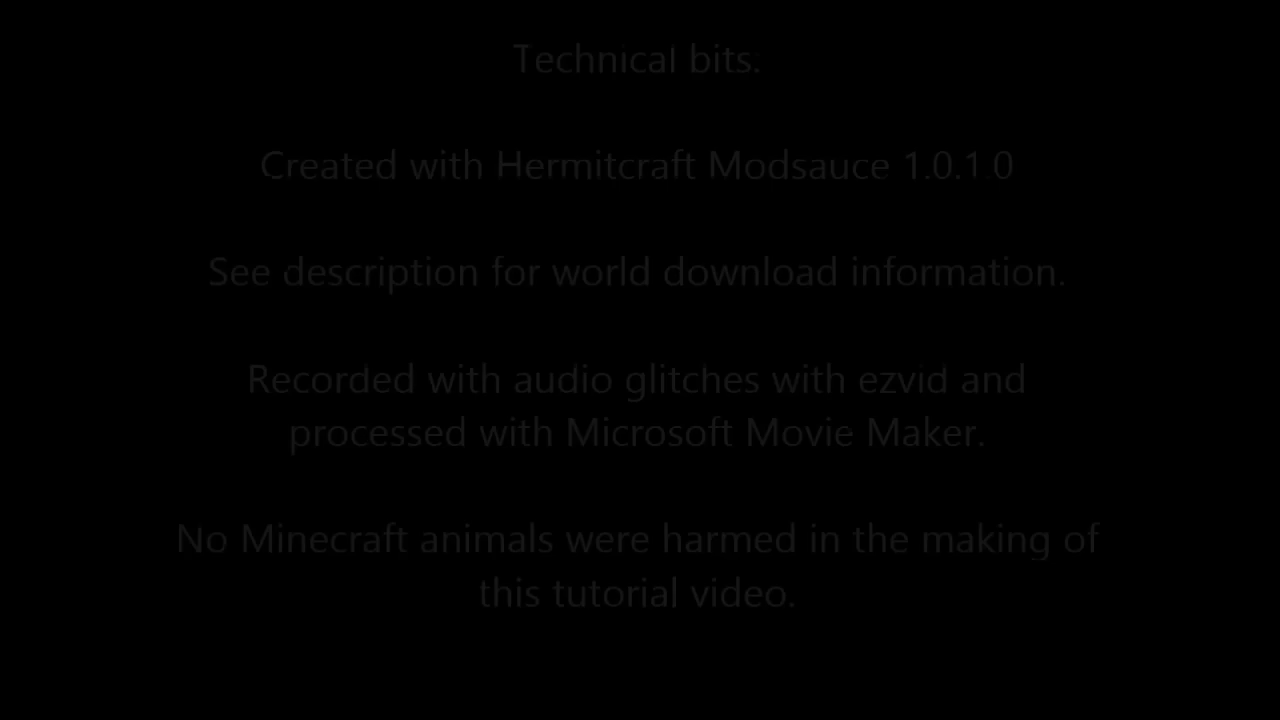 Technical bits.
Created with Hermitcraft Modsauce 1.0.1.0
See description for world download information.
Recorded with audio glitches with ezvid and
processed with Microsoft Movie Maker.
No Minecraft animals were harmed in the making of
this tutorial video.